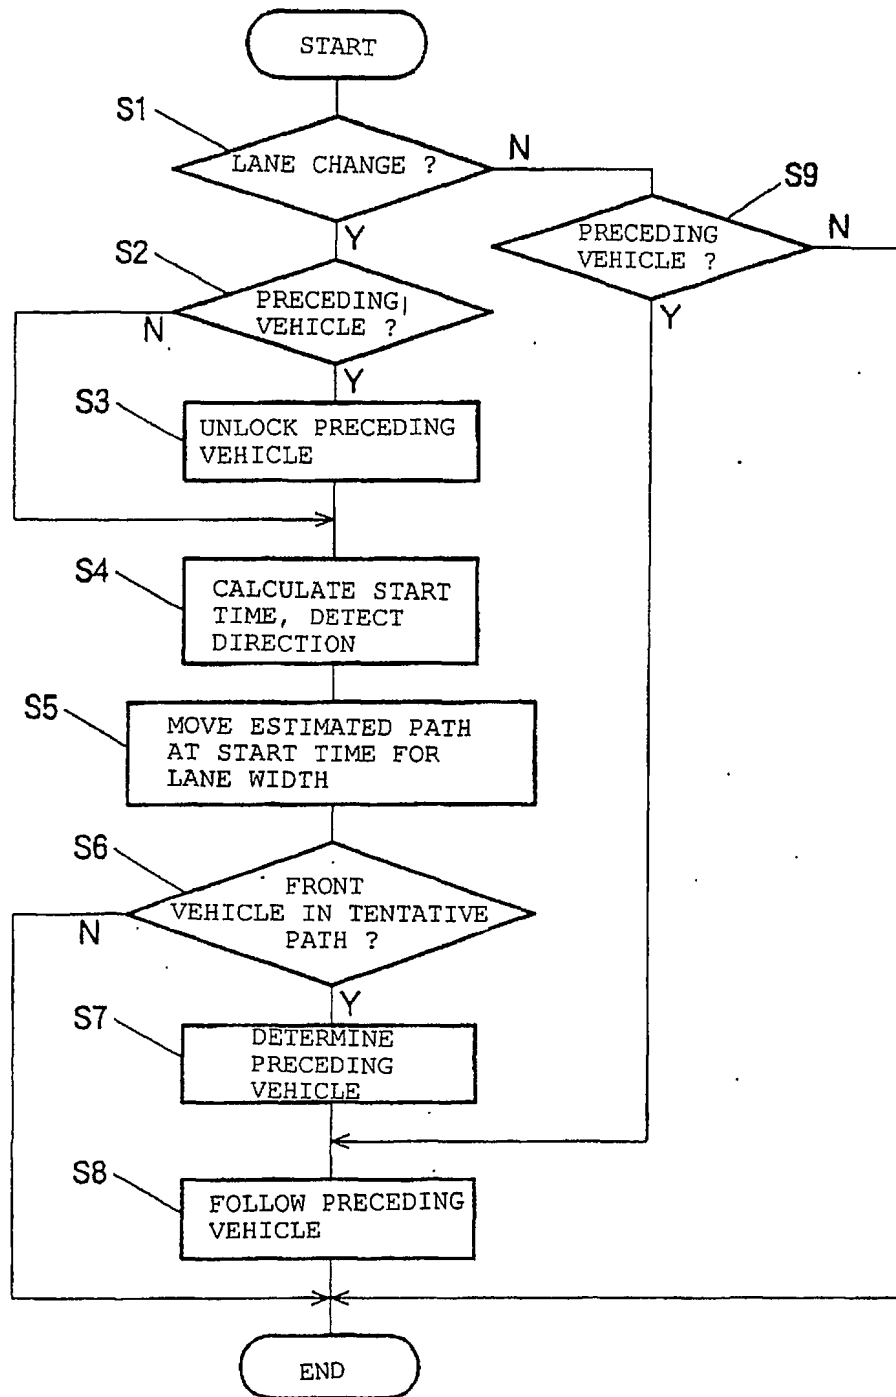 START
S1
LANE CHANGE ?
N
S9
Y
PRECEDING
VEHICLE ?
N
S2
PRECEDING
VEHICLE ?
N
Y
Y
S3
UNLOCK PRECEDING
VEHICLE
S4
CALCULATE START
TIME, DETECT
DIRECTION
S5
MOVE ESTIMATED PATH
AT START TIME FOR
LANE WIDTH
S6
FRONT
VEHICLE IN TENTATIVE
PATH ?
N
Y
S7
DETERMINE
PRECEDING
VEHICLE
S8
FOLLOW PRECEDING
VEHICLE
END